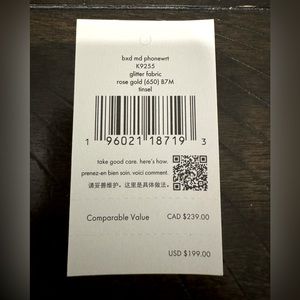 bxd md phonewrt
K9255
glitter fabric
rose gold (650) B7M
tinsel
1 96021 18719 3
take good care. here's how.
prenez-en bien soin. voici comment.
请妥善维护。这里是具体做法。
Comparable Value CAD $239.00
USD $199.00